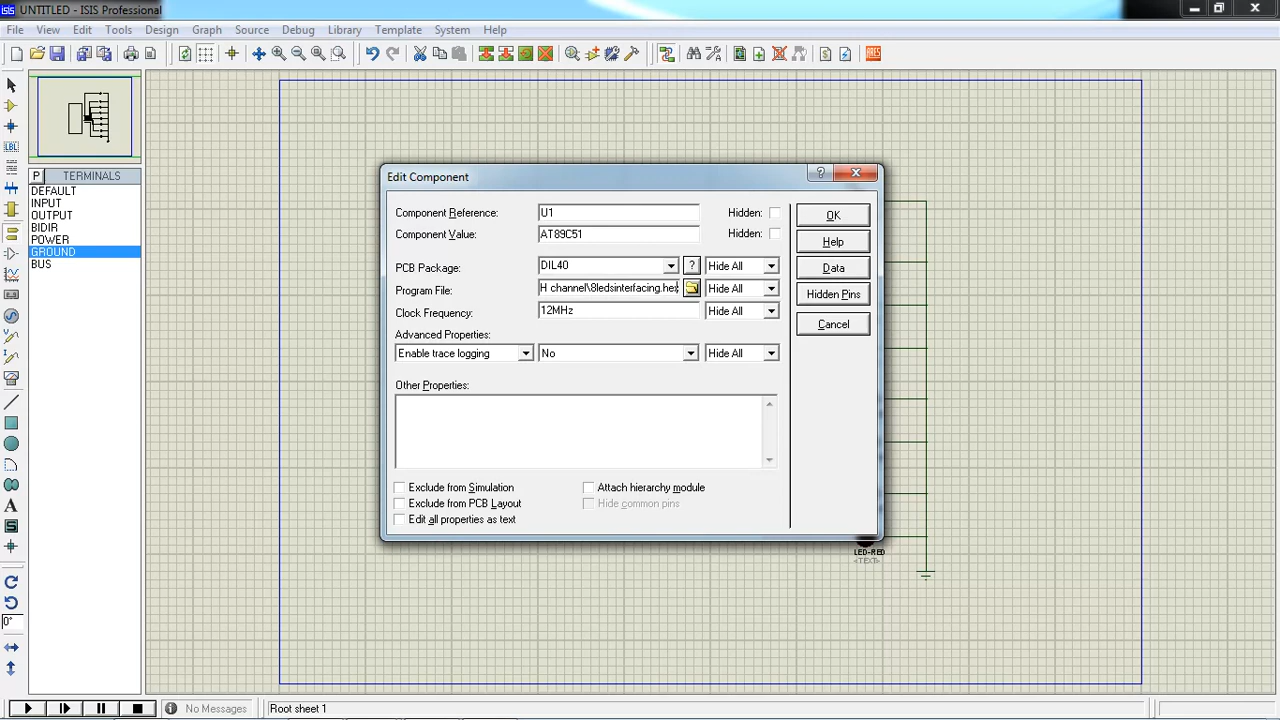 UNTITLED - ISIS Professional
File View Edit Tools Design Graph Source Debug Library Template System Help
ARES
LBL
P TERMINALS
DEFAULT
INPUT
OUTPUT
BIDIR
POWER
GROUND
BUS
A
S
0°
Edit Component
Component Reference: U1 Hidden:
Component Value: AT89C51 Hidden:
PCB Package: DIL40 ? Hide All
Program File: H channel\8ledsinterfacing.hex Hide All
Clock Frequency: 12MHz Hide All
Advanced Properties:
Enable trace logging No Hide All
Other Properties:
Exclude from Simulation Attach hierarchy module
Exclude from PCB Layout Hide common pins
Edit all properties as text
OK
Help
Data
Hidden Pins
Cancel
LED-RED
<TEXT>
No Messages Root sheet 1